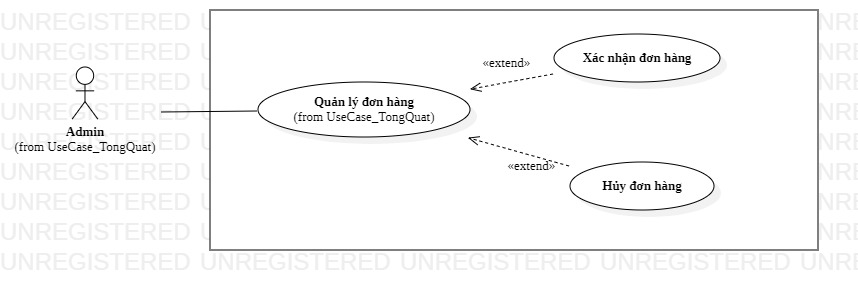 UNREGISTERED UNREGISTERED UNREGISTERED UNREGISTERED UNREGISTERED
«extend»
Xác nhận đơn hàng
Quản lý đơn hàng
(from UseCase_TongQuat)
Admin
(from UseCase_TongQuat)
«extend»
Hủy đơn hàng